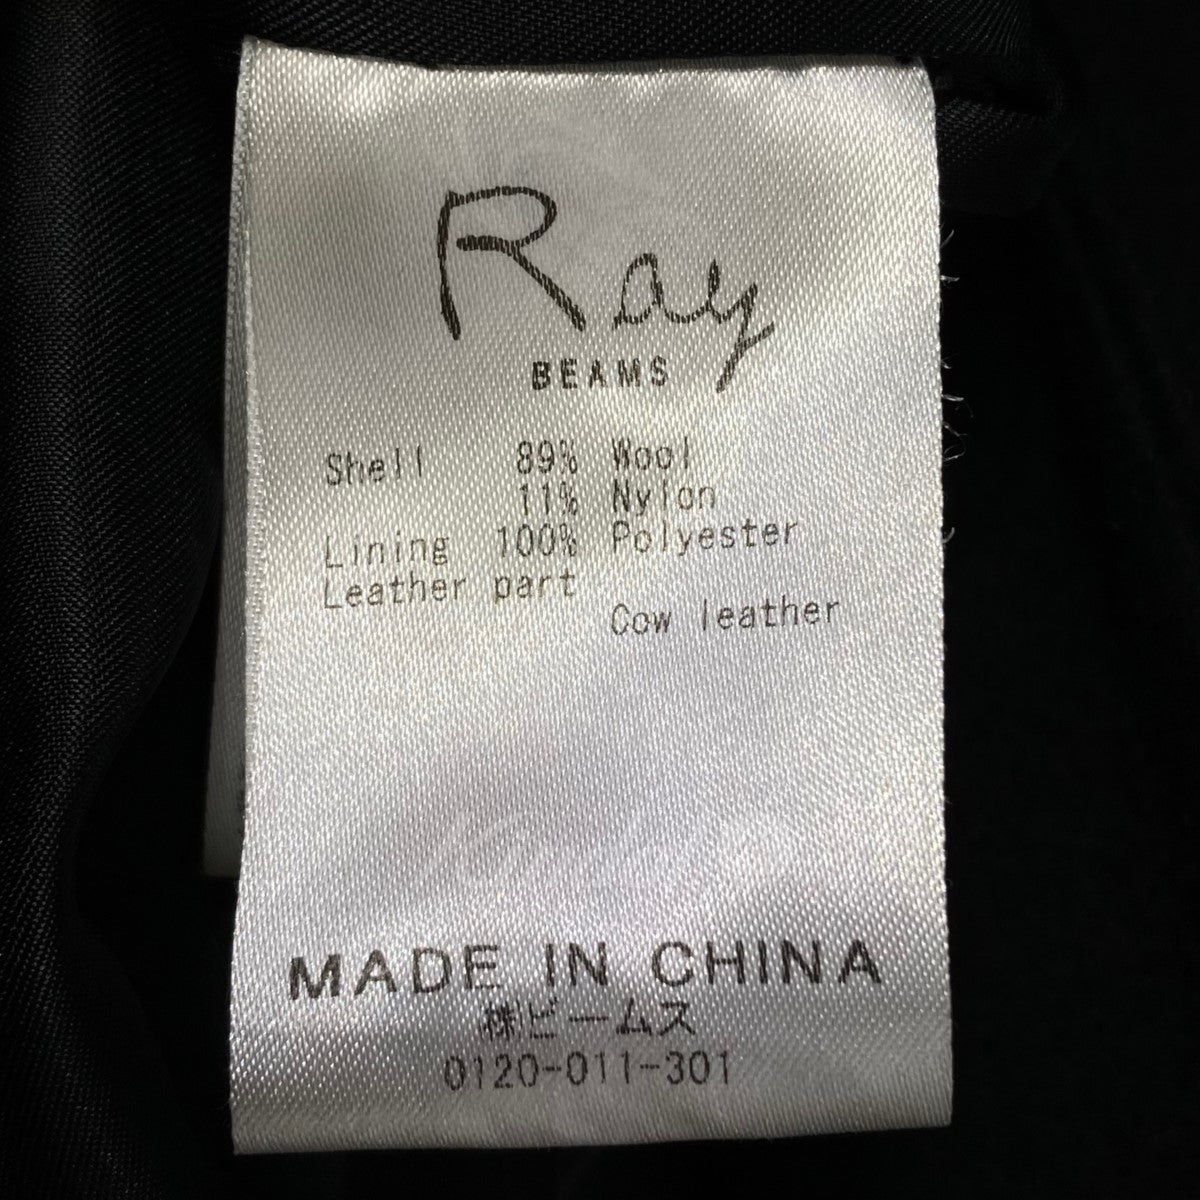 Ray
BEAMS
Shell 89% Wool
11% Nylon
Lining 100% Polyester
Leather part
Cow leather
MADE IN CHINA
㈱ビームス
0120-011-301